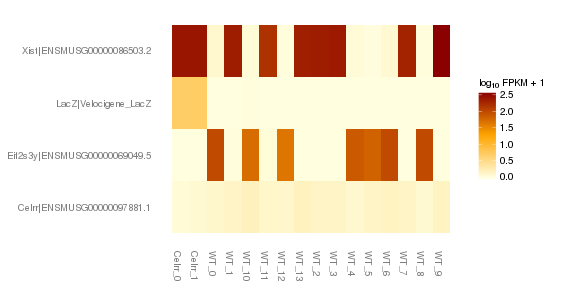 Xist|ENSMUSG00000086503.2
LacZ|Velocigene_LacZ
Eif2s3y|ENSMUSG00000069049.5
Celrr|ENSMUSG00000097881.1
Celrr_0
Celrr_1
WT_0
WT_1
WT_10
WT_11
WT_12
WT_13
WT_2
WT_3
WT_4
WT_5
WT_6
WT_7
WT_8
WT_9
log10 FPKM + 1
2.5
2.0
1.5
1.0
0.5
0.0